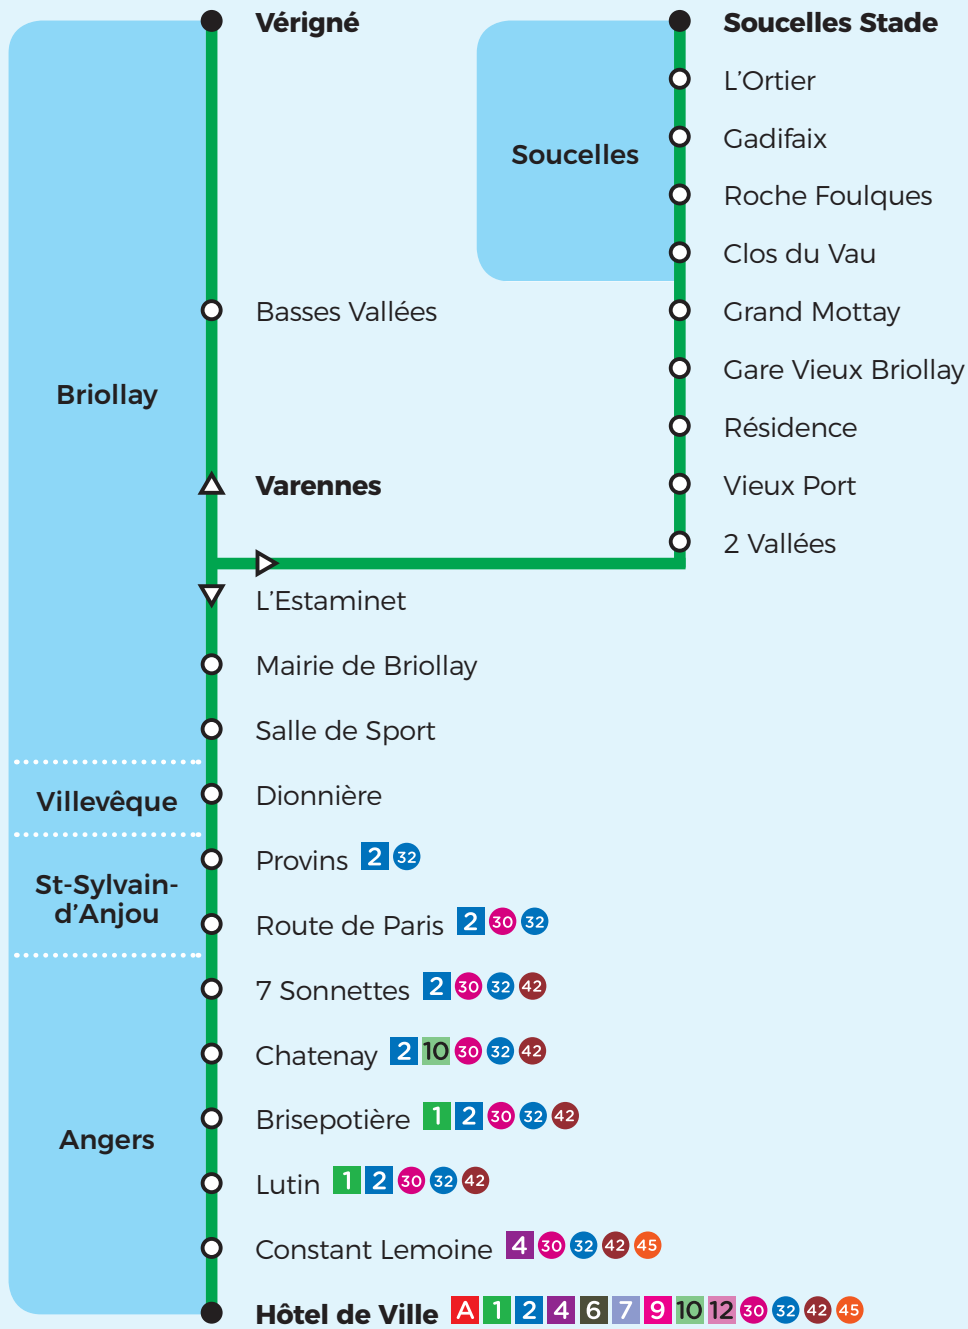 Vérigné
Basses Vallées
Briollay
Varennes
Soucelles Stade
L'Ortier
Gadifaix
Soucelles
Roche Foulques
Clos du Vau
Grand Mottay
Gare Vieux Briollay
Résidence
Vieux Port
2 Vallées
L'Estaminet
Mairie de Briollay
Salle de Sport
Villevêque
Dionnière
St-Sylvain-
d'Anjou
Provins 2 32
Route de Paris 2 30 32
7 Sonnettes 2 30 32 42
Chatenay 2 10 30 32 42
Angers
Brisepotière 1 2 30 32 42
Lutin 1 2 30 32 42
Constant Lemoine 4 30 32 42 45
Hôtel de Ville A 1 2 4 6 7 9 10 12 30 32 42 45